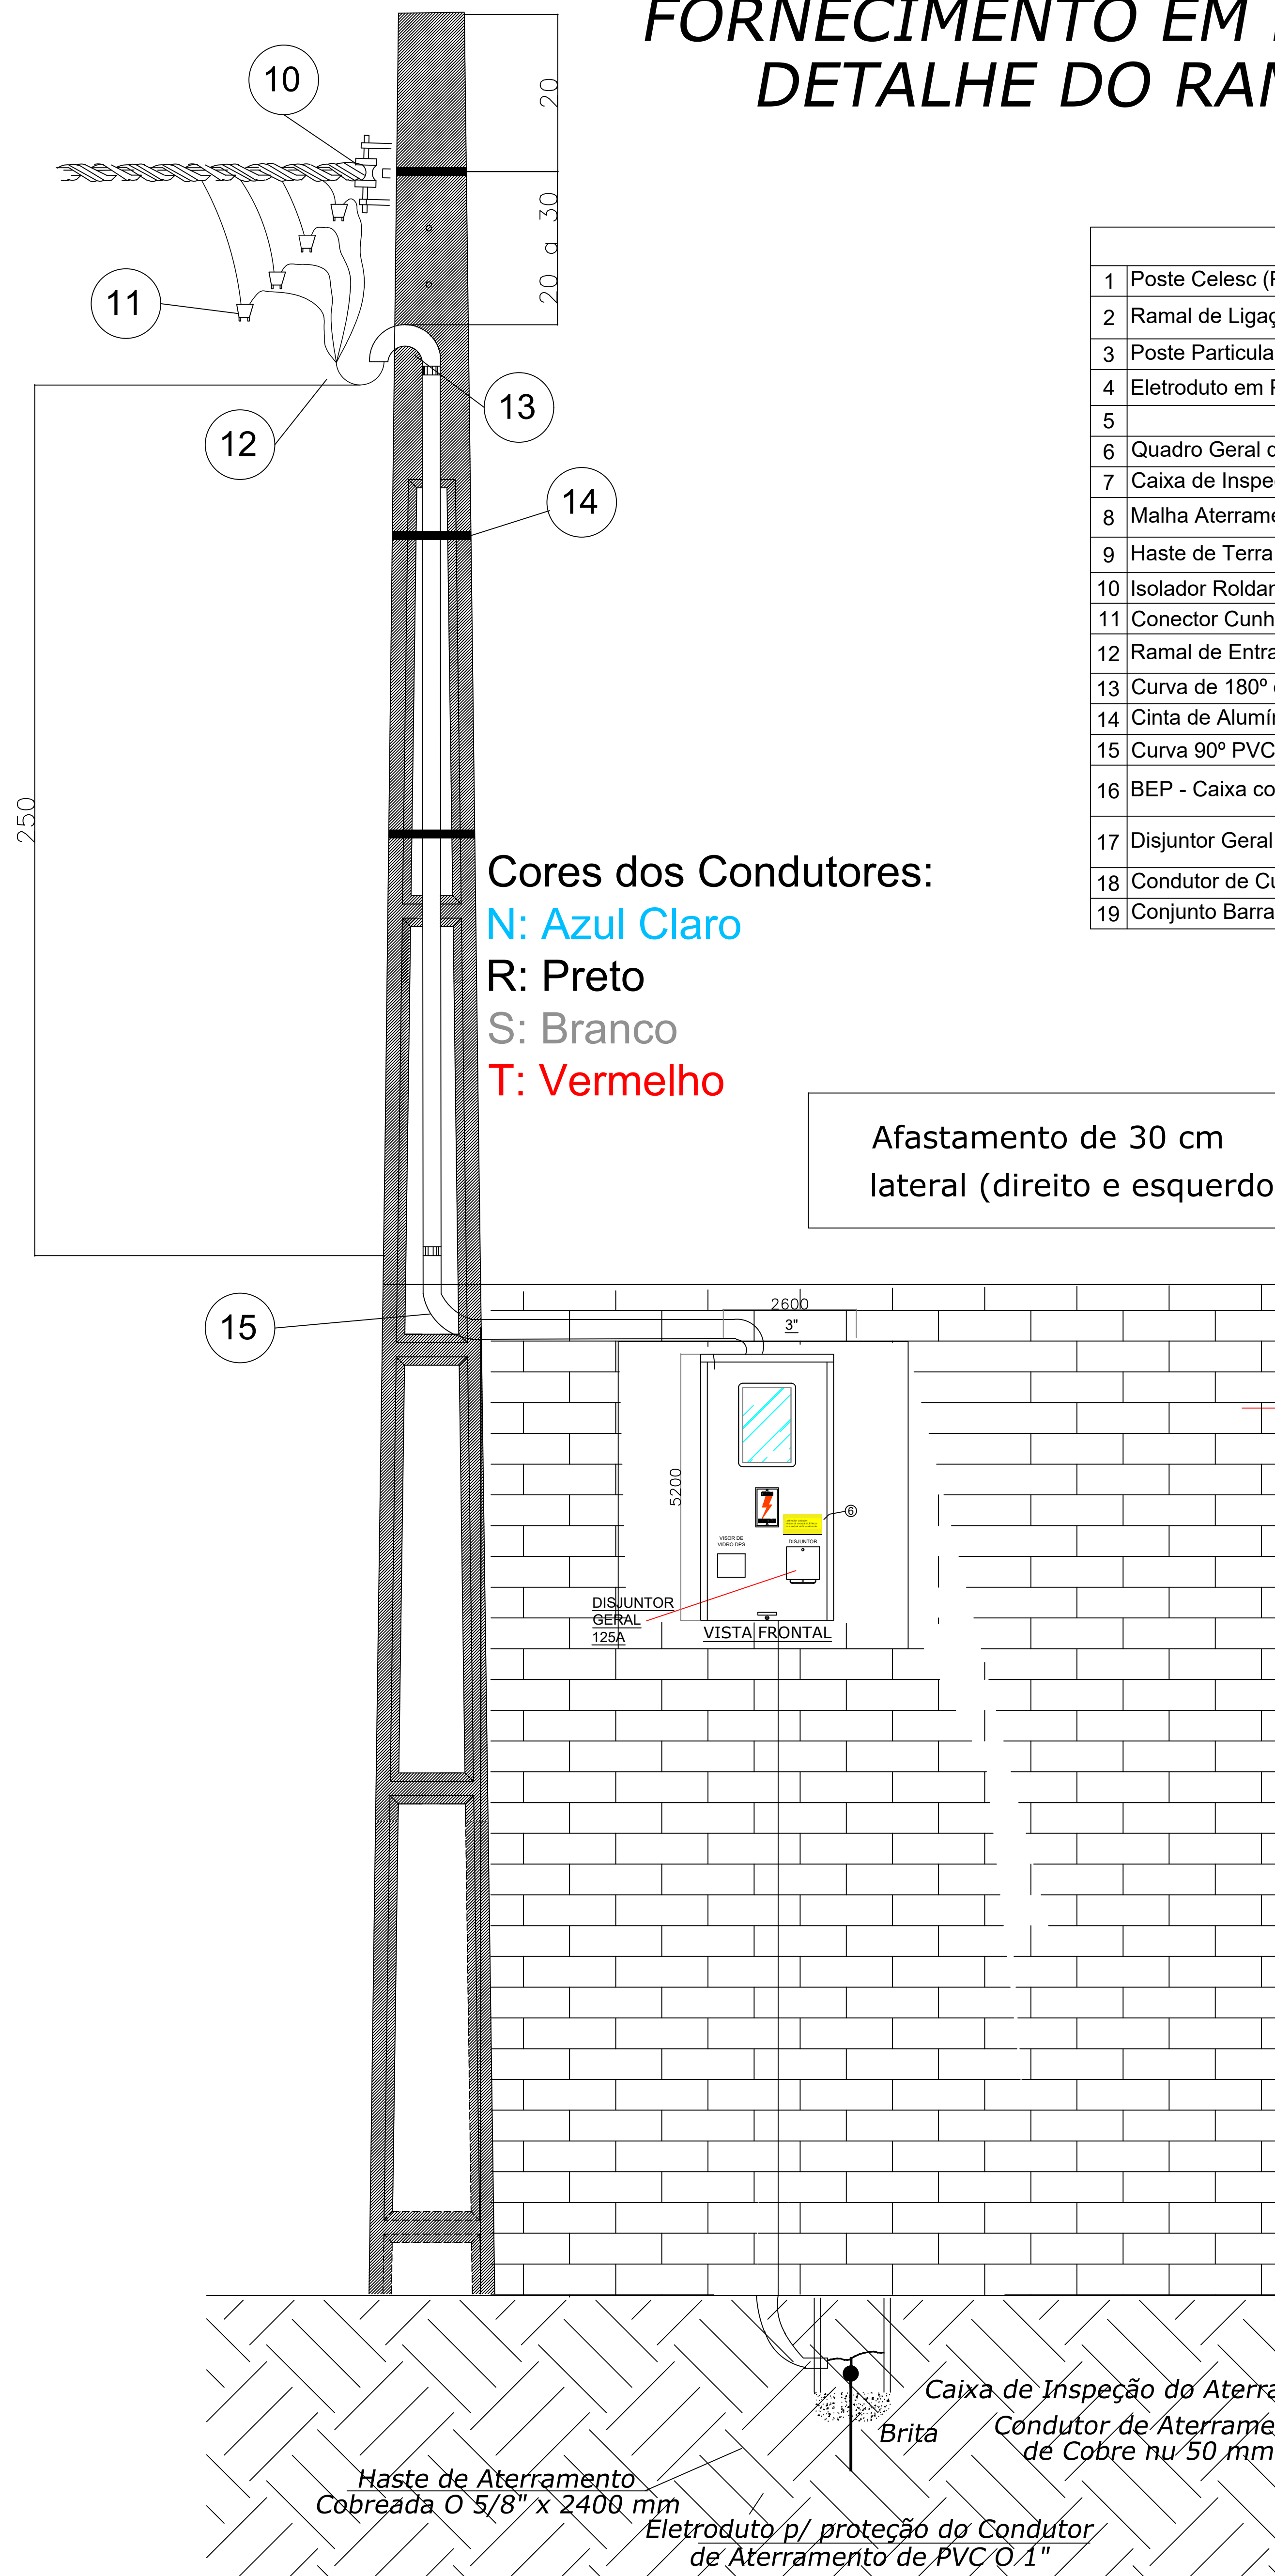 FORNECIMENTO EM
DETALHE DO RAM
10
20
20 a 30
11
12
13
14
250
1 Poste Celesc (
2 Ramal de Ligaç
3 Poste Particula
4 Eletroduto em
5
6 Quadro Geral
7 Caixa de Inspe
8 Malha Aterrame
9 Haste de Terra
10 Isolador Roldan
11 Conector Cunh
12 Ramal de Entra
13 Curva de 180º
14 Cinta de Alumí
15 Curva 90º PVC
16 BEP - Caixa co
17 Disjuntor Geral
18 Condutor de Cu
19 Conjunto Barra
Cores dos Condutores:
N: Azul Claro
R: Preto
S: Branco
T: Vermelho
Afastamento de 30 cm
lateral (direito e esquerdo
15
2600
3"
5200
6
VISOR DE
VIDRO DPS
DISJUNTOR
DISJUNTOR
GERAL
125A
VISTA FRONTAL
Caixa de Inspeção do Aterra
Brita
Condutor de Aterrame
de Cobre nu 50 mm
Haste de Aterramento
Cobreada O 5/8" x 2400 mm
Eletroduto p/ proteção do Condutor
de Aterramento de PVC O 1"